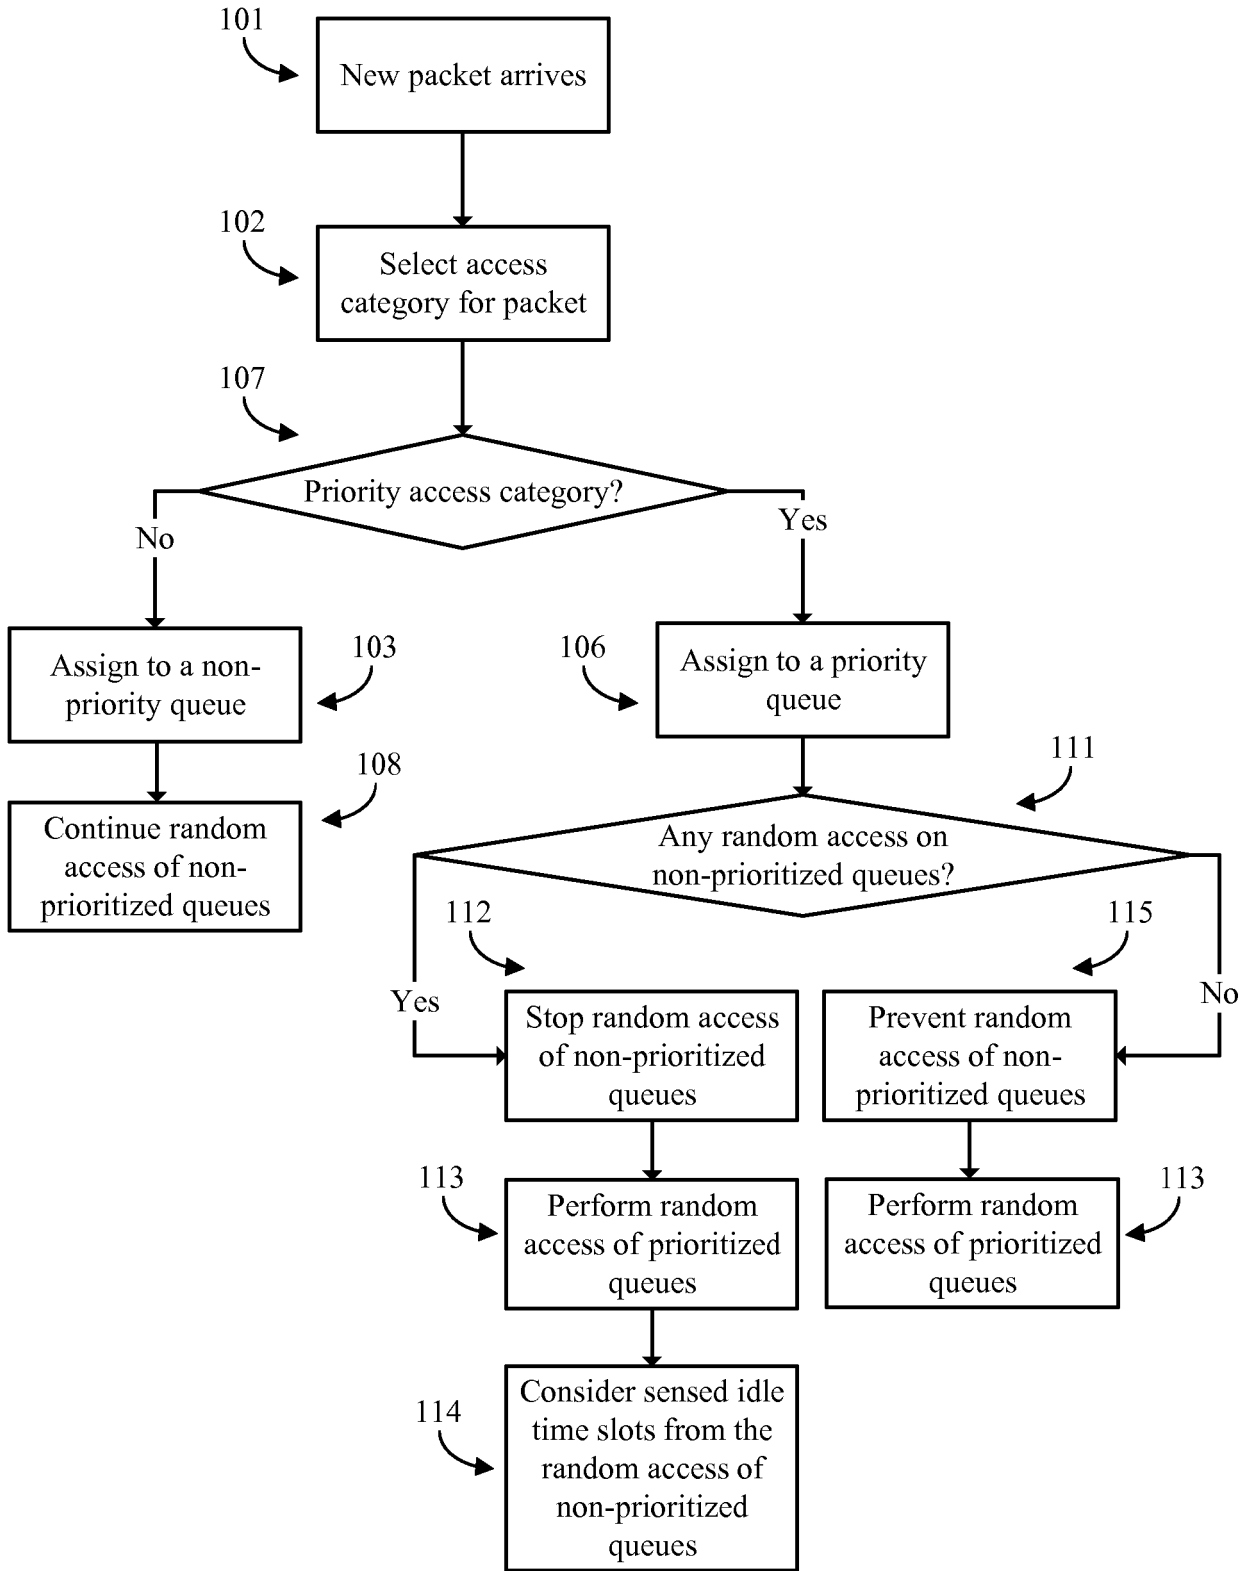 101
New packet arrives
102
Select access
category for packet
107
Priority access category?
No
Yes
Assign to a non-
priority queue
103
106
Assign to a priority
queue
108
Continue random
access of non-
prioritized queues
111
Any random access on
non-prioritized queues?
112
115
Yes
No
Stop random access
of non-prioritized
queues
Prevent random
access of non-
prioritized queues
113
Perform random
access of prioritized
queues
Perform random
access of prioritized
queues
113
114
Consider sensed idle
time slots from the
random access of
non-prioritized
queues